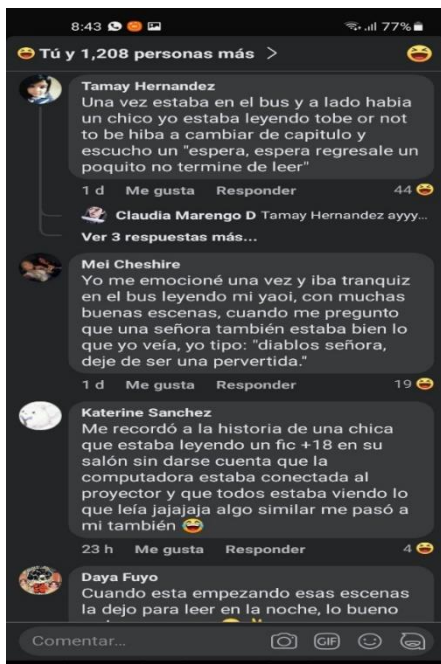 8:43
77%
Tú y 1,208 personas más >
Tamay Hernandez
Una vez estaba en el bus y a lado habia
un chico yo estaba leyendo tobe or not
to be hiba a cambiar de capitulo y
escucho un "espera, espera regresale un
poquito no termine de leer"
1 d Me gusta Responder 44
Claudia Marengo D Tamay Hernandez ayyy...
Ver 3 respuestas más...
Mei Cheshire
Yo me emocioné una vez y iba tranquiz
en el bus leyendo mi yaoi, con muchas
buenas escenas, cuando me pregunto
que una señora también estaba bien lo
que yo veía, yo tipo: "diablos señora,
deje de ser una pervertida."
1 d Me gusta Responder 19
Katerine Sanchez
Me recordó a la historia de una chica
que estaba leyendo un fic +18 en su
salón sin darse cuenta que la
computadora estaba conectada al
proyector y que todos estaba viendo lo
que leía jajajaja algo similar me pasó a
mi también
23 h Me gusta Responder 4
Daya Fuyo
Cuando esta empezando esas escenas
la dejo para leer en la noche, lo bueno
Comentar...
GIF